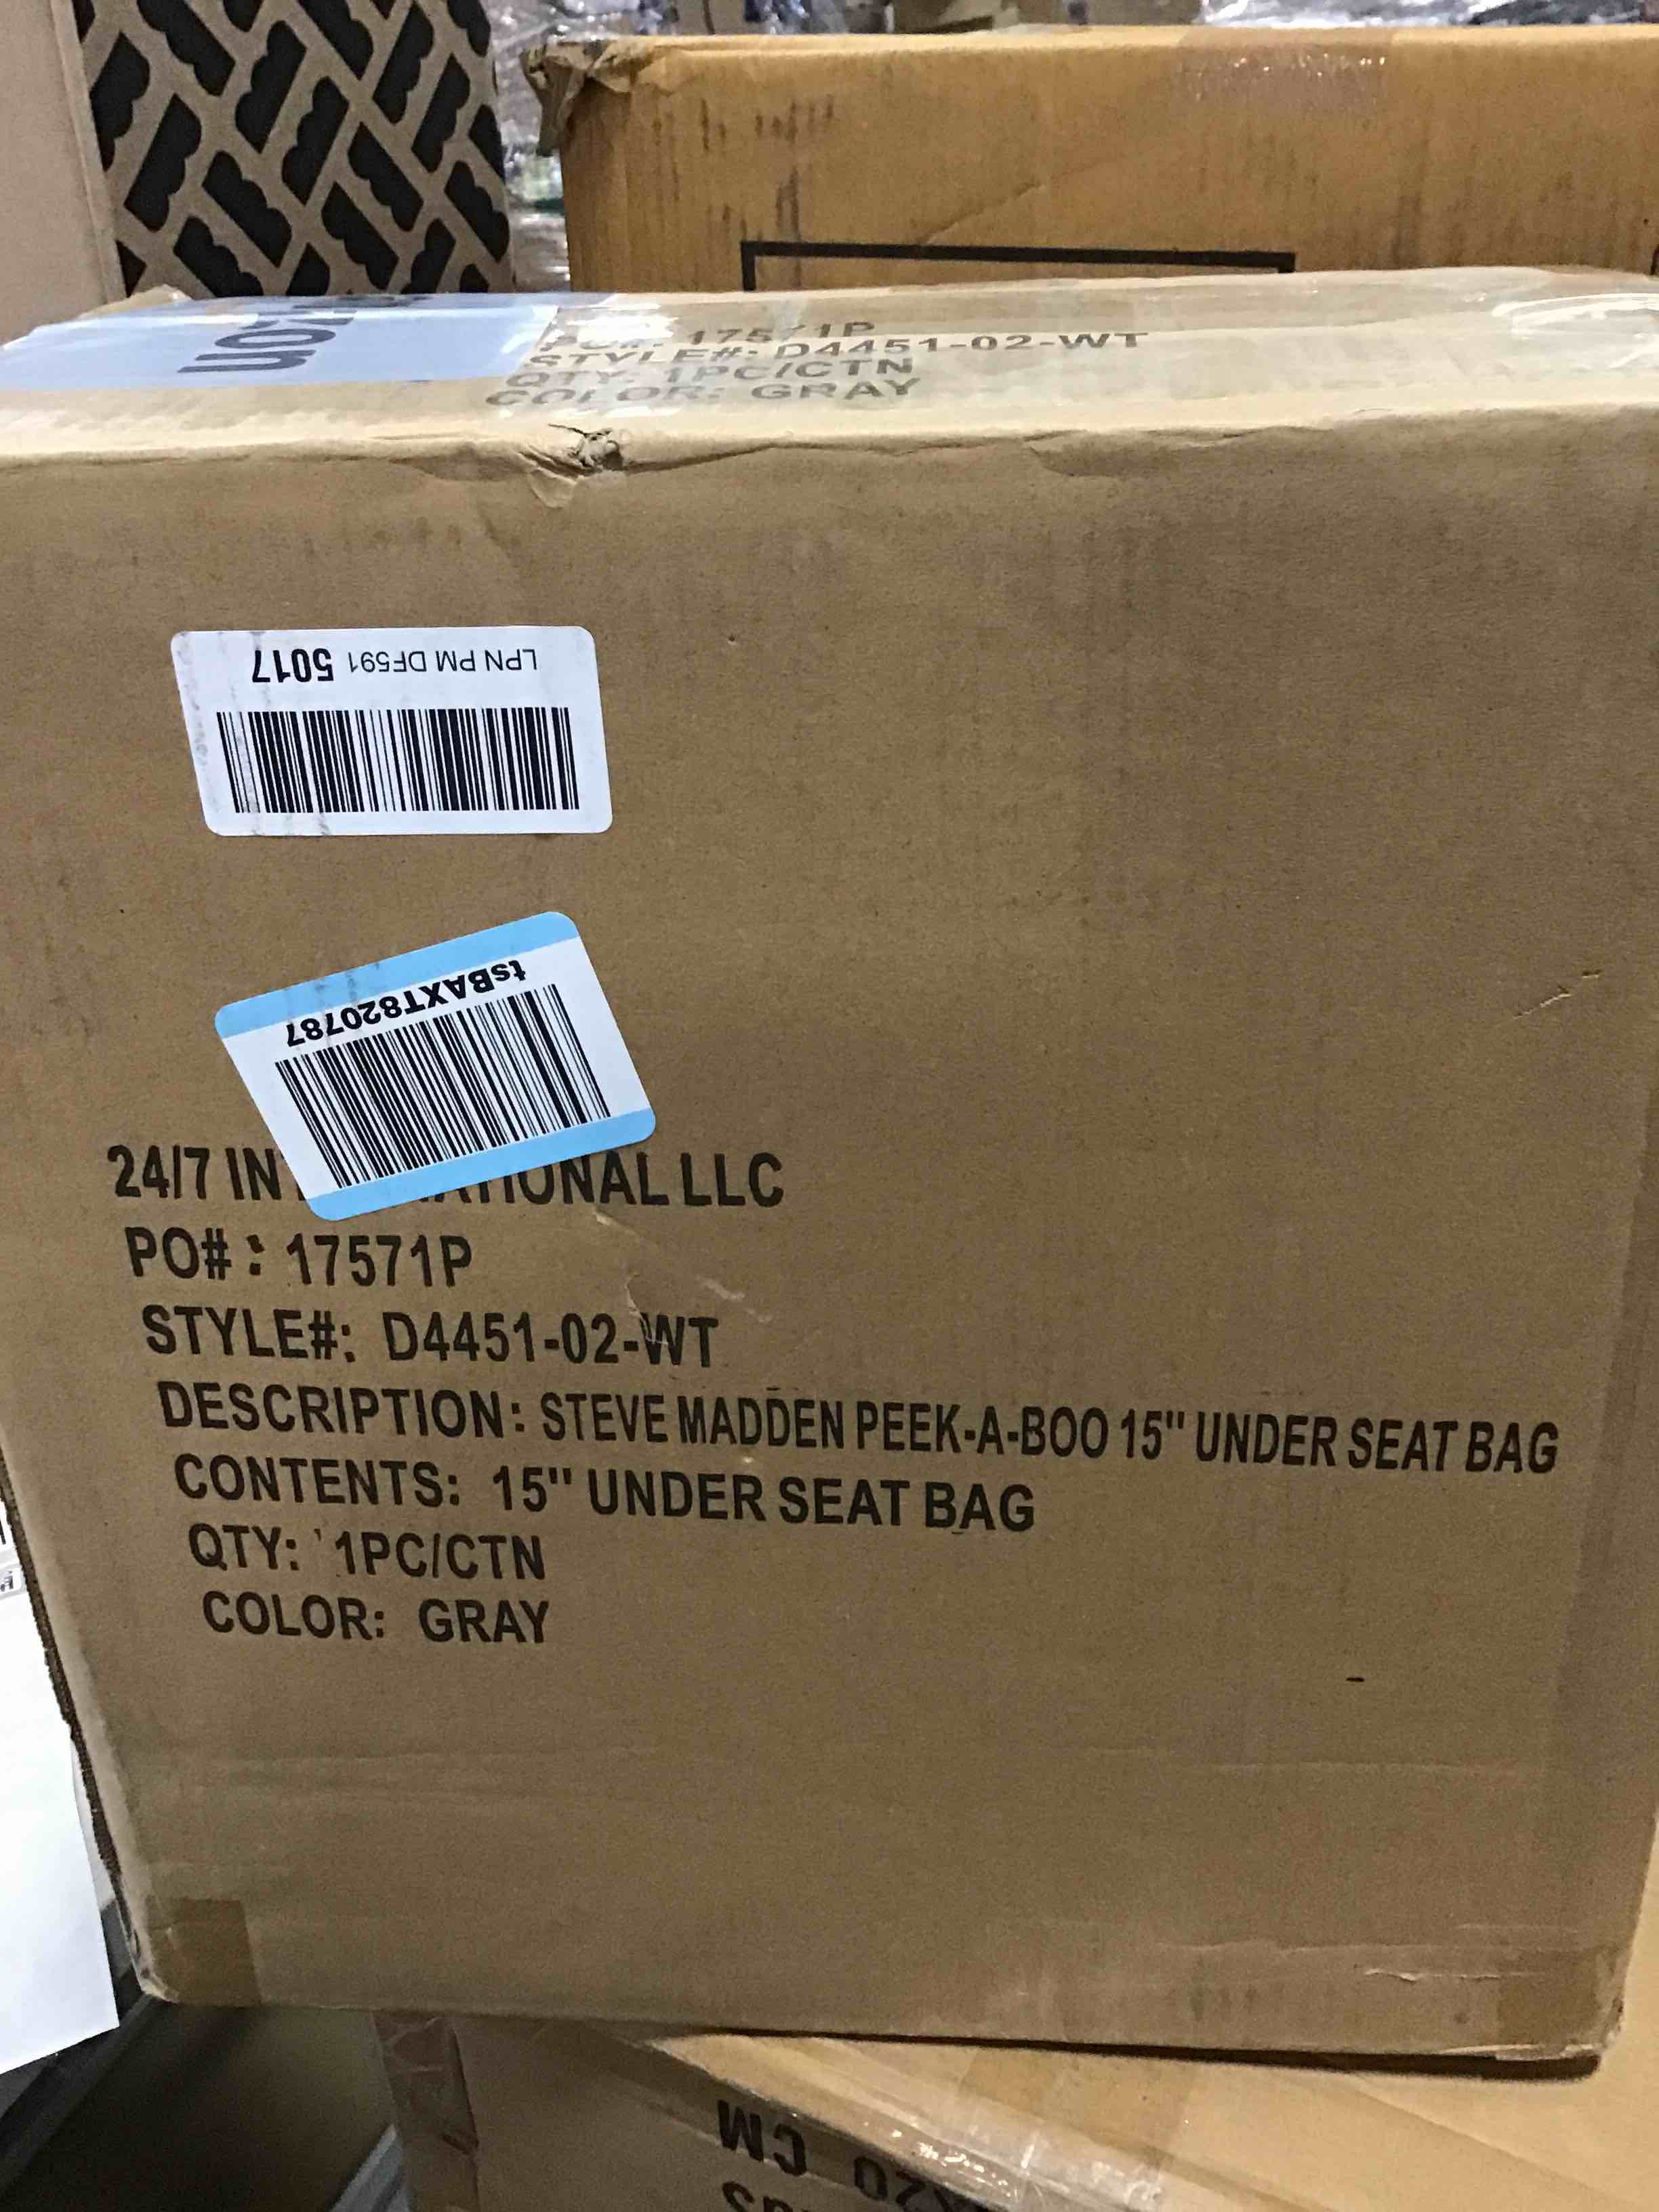 PO#: 17571P
STYLE#: D4451-02-WT
QTY: 1PC/CTN
COLOR: GRAY
LPN PM DF591 5017
tsBAXT820787
24/7 LLC
PO#: 17571P
STYLE#: D4451-02-WT
DESCRIPTION: STEVE MADDEN PEEK-A-BOO 15" UNDER SEAT BAG
CONTENTS: 15" UNDER SEAT BAG
QTY: 1PC/CTN
COLOR: GRAY
CM